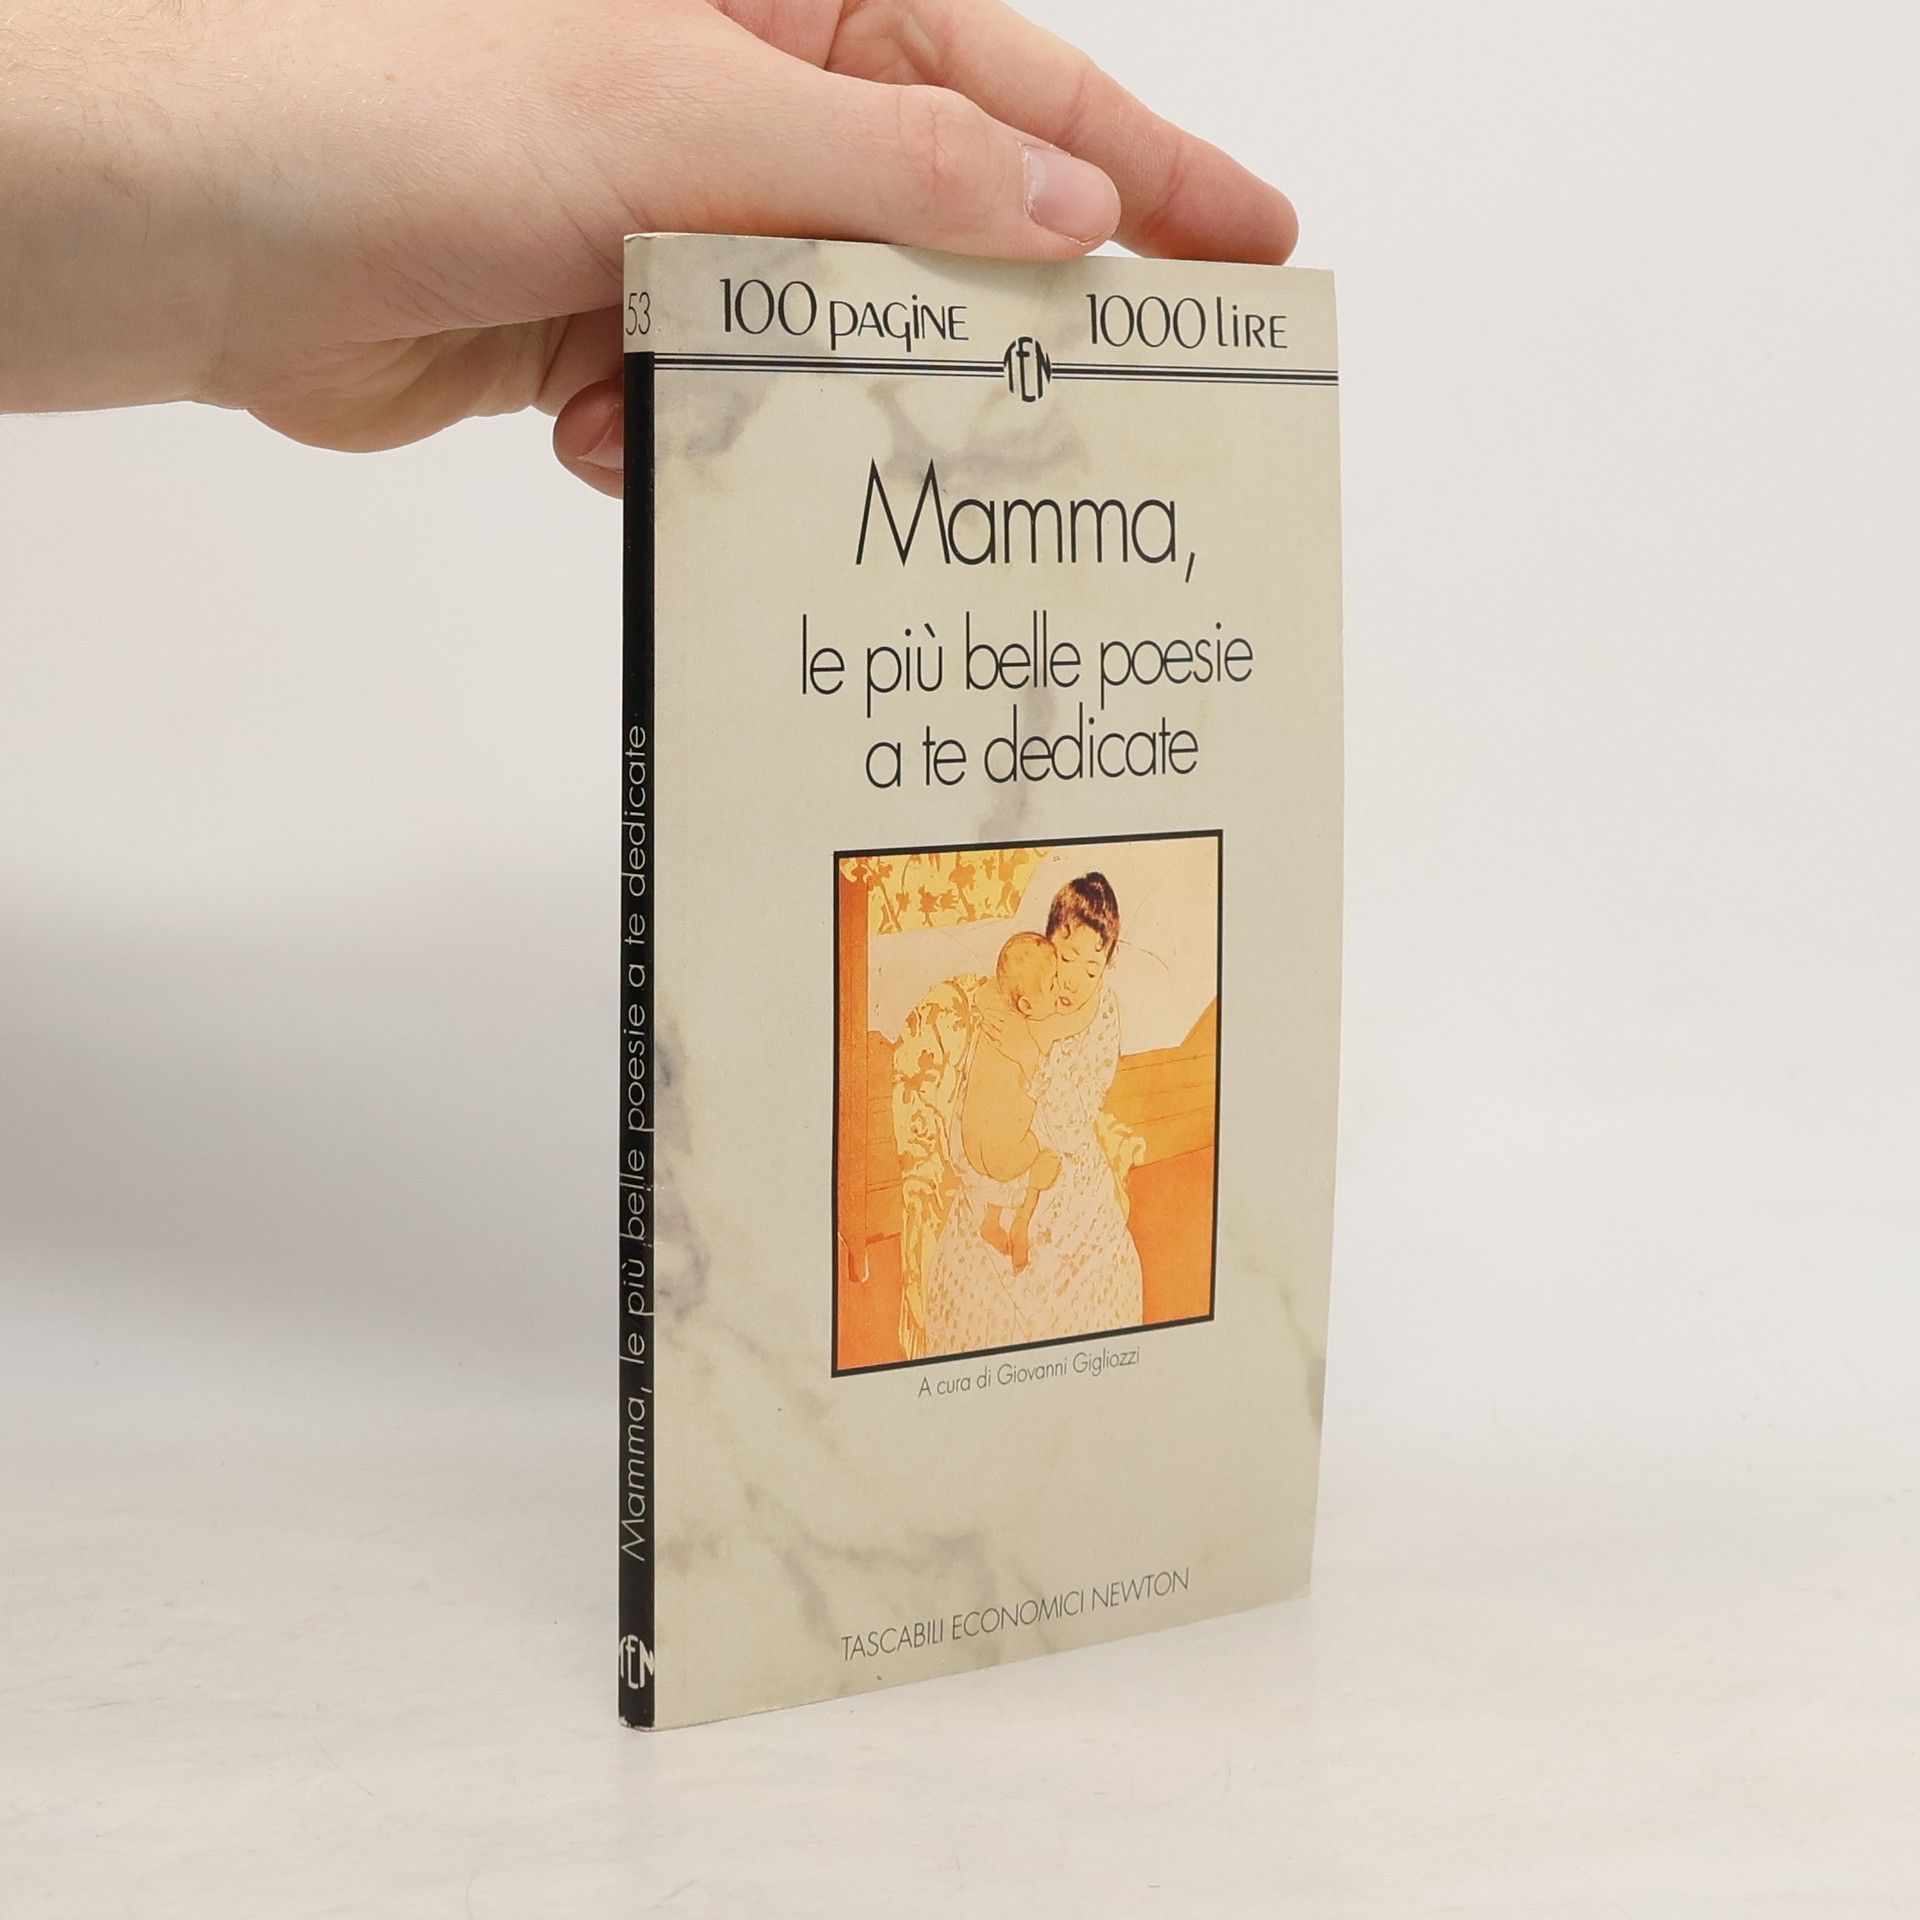 53
100 pagine 1000 lire
TEN
Mamma,
le più belle poesie
a te dedicate
A cura di Giovanni Gigliozzi
TASCABILI ECONOMICI NEWTON
Mamma, le più belle poesie a te dedicate
TEN